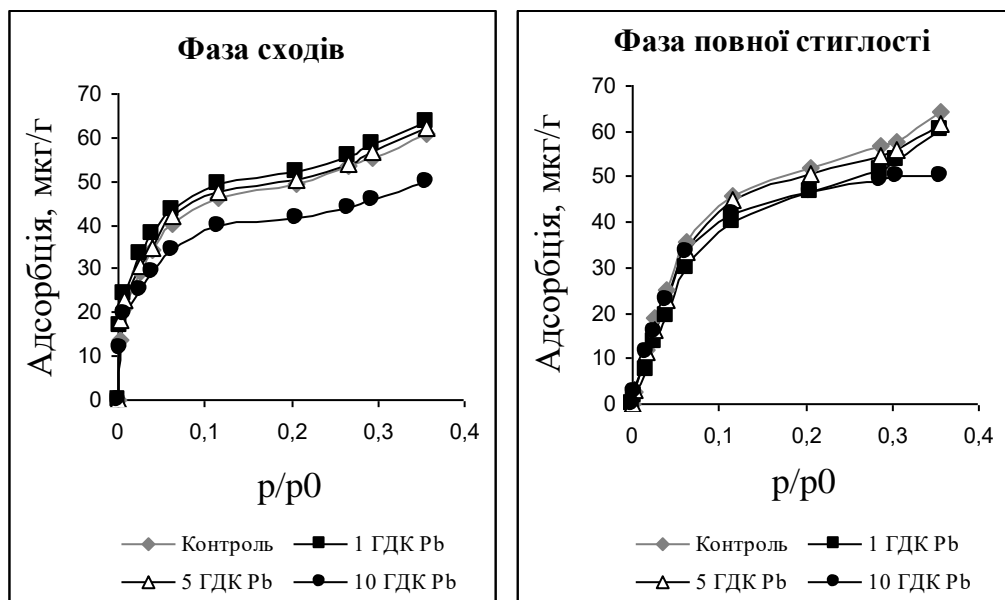 Фаза сходів
Адсорбція, мкг/г
70
60
50
40
30
20
10
0
0
0,1
0,2
0,3
0,4
p/p0
Контроль
1 ГДК Pb
5 ГДК Pb
10 ГДК Pb
Фаза повної стиглості
Адсорбція, мкг/г
70
60
50
40
30
20
10
0
0
0,1
0,2
0,3
0,4
p/p0
Контроль
1 ГДК Pb
5 ГДК Pb
10 ГДК Pb